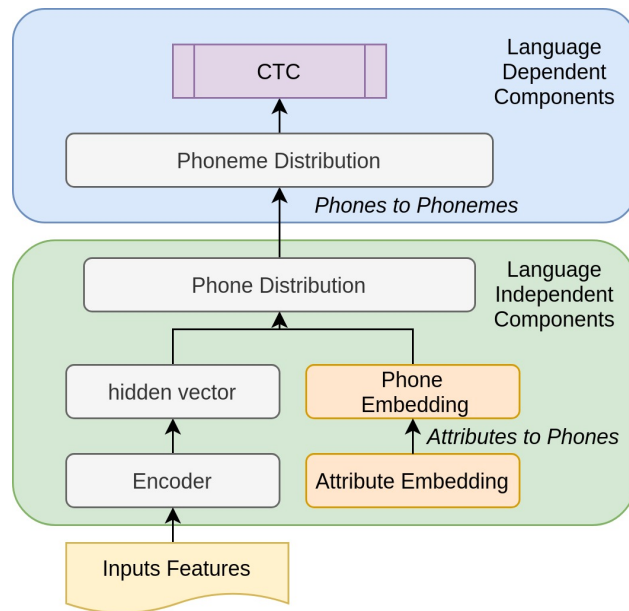 CTC
Language
Dependent
Components
Phoneme Distribution
Phones to Phonemes
Phone Distribution
Language
Independent
Components
hidden vector
Phone
Embedding
Attributes to Phones
Encoder
Attribute Embedding
Inputs Features